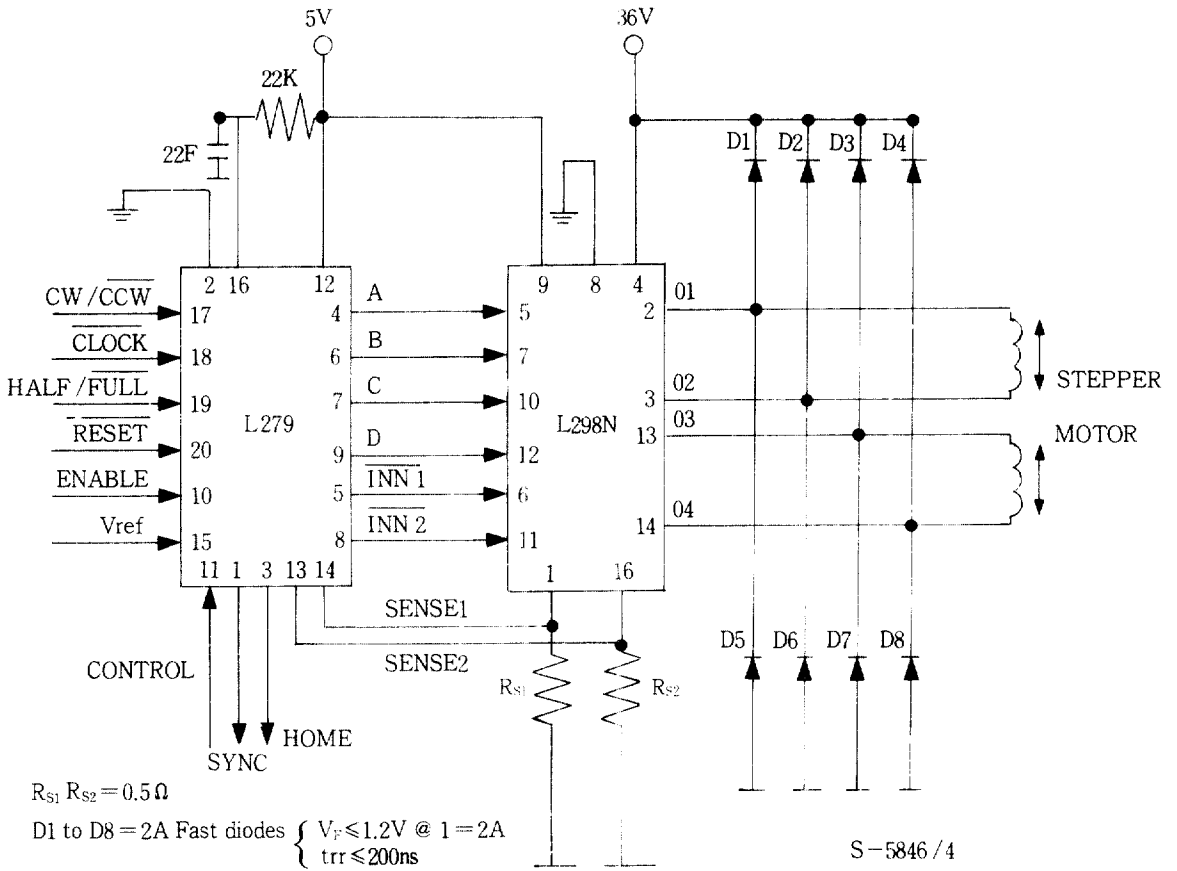 5V
36V
22K
22F
D1 D2 D3 D4
2 16 12
9 8 4
CW/CCW 17
4 A 5
2 01
CLOCK 18
6 B 7
HALF/FULL 19
7 C 10
3 02
STEPPER
L279
L298N
13 03
MOTOR
RESET 20
9 D 12
ENABLE 10
5 INN 1 6
14 04
Vref 15
8 INN 2 11
11 1 3 13 14
1 16
SENSE1
SENSE2
D5 D6 D7 D8
CONTROL
RS1
RS2
HOME
SYNC
RS1 RS2=0.5Ω
D1 to D8=2A Fast diodes { VF≤1.2V @ 1=2A
trr≤200ns
S-5846/4